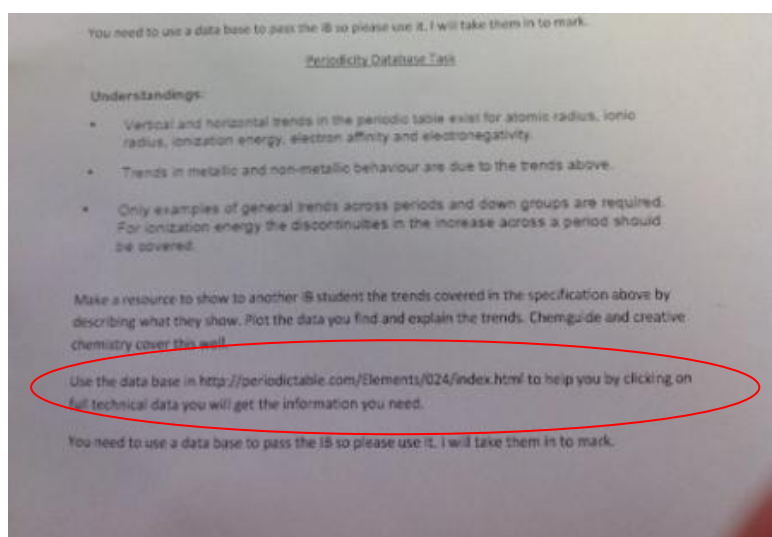 You need to use a data base to pass the IB so please use it. I will take them in to mark.
Periodicity Database Task
Understandings:
• Vertical and horizontal trends in the periodic table exist for atomic radius, ionic
radius, ionization energy, electron affinity and electronegativity.
• Trends in metallic and non-metallic behaviour are due to the trends above.
• Only examples of general trends across periods and down groups are required.
For ionization energy the discontinuities in the increase across a period should
be covered.
Make a resource to show to another IB student the trends covered in the specification above by
describing what they show. Plot the data you find and explain the trends. Chemguide and creative
chemistry cover this well.
Use the data base in http://periodictable.com/Elements/024/index.html to help you by clicking on
full technical data you will get the information you need.
You need to use a data base to pass the IB so please use it. I will take them in to mark.